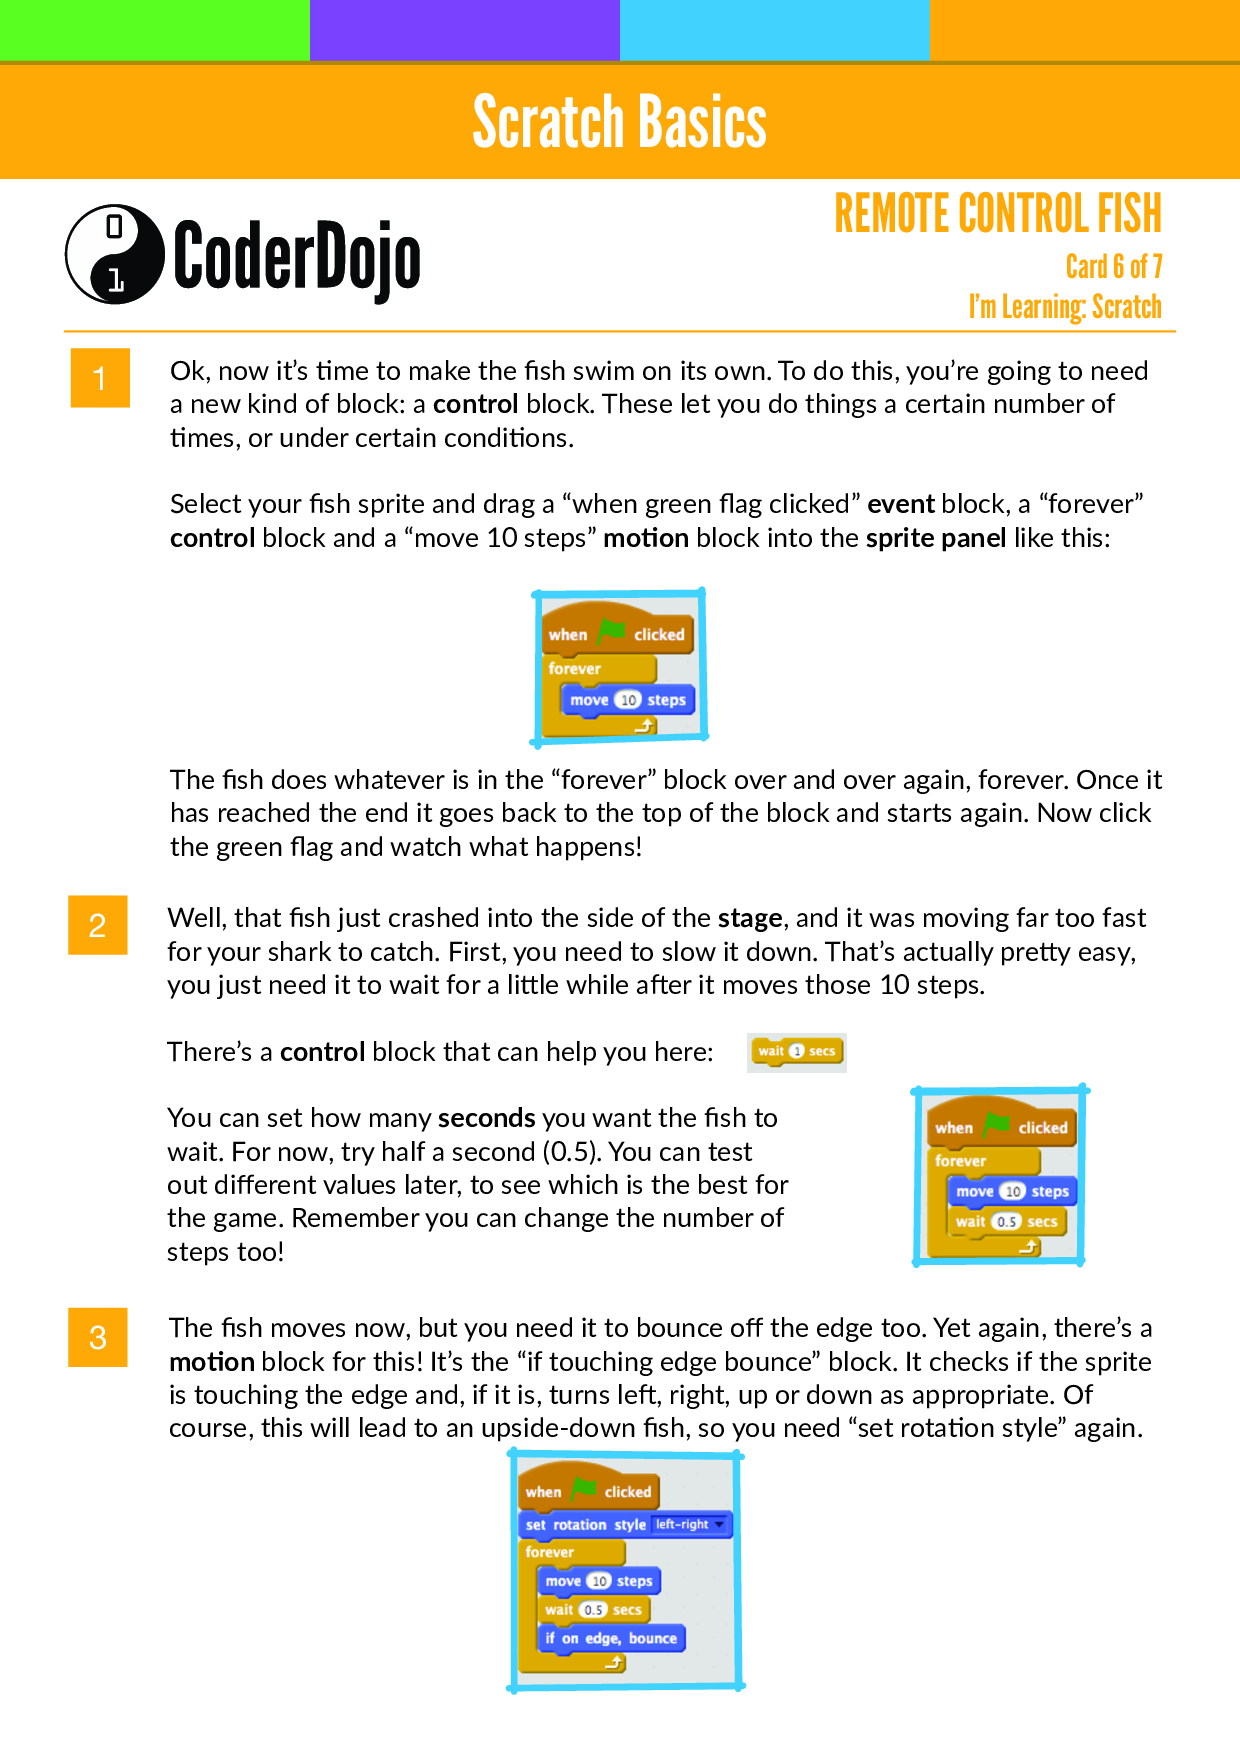 Scratch Basics
CoderDojo
0
1
REMOTE CONTROL FISH
Card 6 of 7
I'm Learning: Scratch
1
Ok, now it's time to make the fish swim on its own. To do this, you're going to need
a new kind of block: a control block. These let you do things a certain number of
times, or under certain conditions.
Select your fish sprite and drag a “when green flag clicked” event block, a “forever”
control block and a “move 10 steps” motion block into the sprite panel like this:
when clicked
forever
move 10 steps
The fish does whatever is in the “forever” block over and over again, forever. Once it
has reached the end it goes back to the top of the block and starts again. Now click
the green flag and watch what happens!
2
Well, that fish just crashed into the side of the stage, and it was moving far too fast
for your shark to catch. First, you need to slow it down. That's actually pretty easy,
you just need it to wait for a little while after it moves those 10 steps.
There's a control block that can help you here:
wait 1 secs
You can set how many seconds you want the fish to
wait. For now, try half a second (0.5). You can test
out different values later, to see which is the best for
the game. Remember you can change the number of
steps too!
when clicked
forever
move 10 steps
wait 0.5 secs
3
The fish moves now, but you need it to bounce off the edge too. Yet again, there's a
motion block for this! It's the “if touching edge bounce” block. It checks if the sprite
is touching the edge and, if it is, turns left, right, up or down as appropriate. Of
course, this will lead to an upside-down fish, so you need “set rotation style” again.
when clicked
set rotation style left-right
forever
move 10 steps
wait 0.5 secs
if on edge, bounce